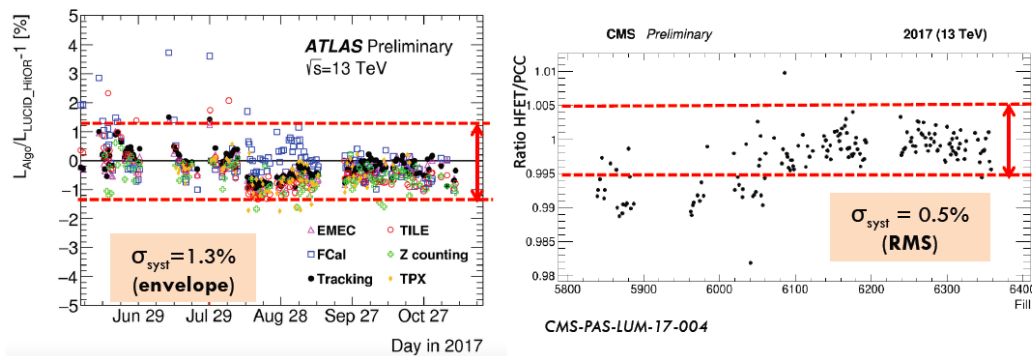 L_Algo/L_LUCID_HitOR-1 [%]
5
4
3
2
1
0
−1
−2
−3
−4
−5
ATLAS Preliminary
√s=13 TeV
EMEC
TILE
FCal
Z counting
Tracking
TPX
σsyst=1.3%
(envelope)
Jun 29
Jul 29
Aug 28
Sep 27
Oct 27
Day in 2017
CMS Preliminary
2017 (13 TeV)
Ratio HFET/PCC
1.01
1.005
1
0.995
0.99
0.985
0.98
σsyst = 0.5%
(RMS)
5800
5900
6000
6100
6200
6300
6400
Fill
CMS-PAS-LUM-17-004